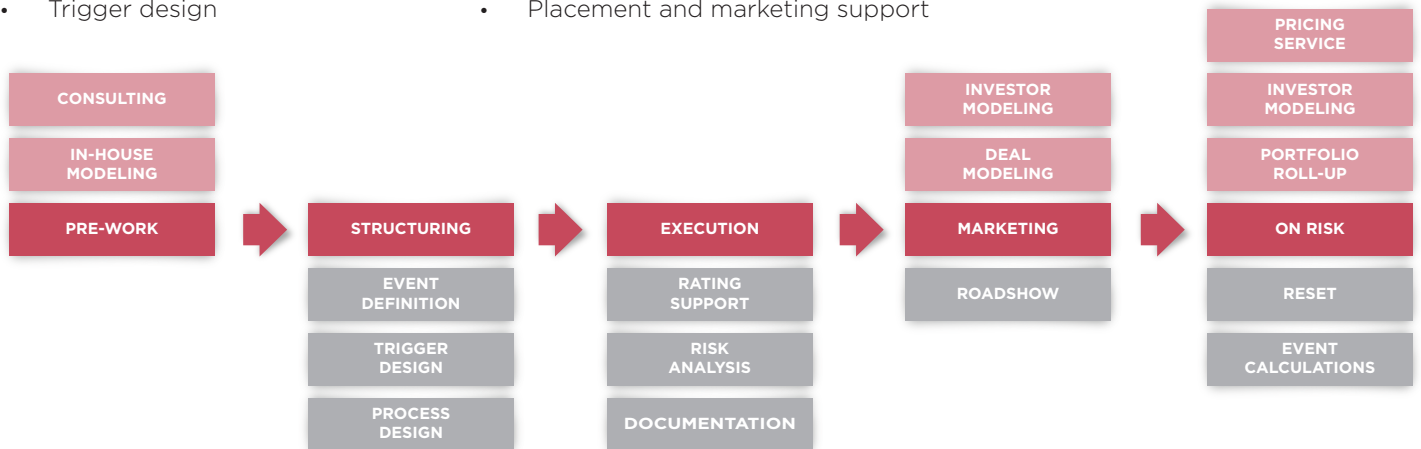 • Trigger design
• Placement and marketing support
PRICING
SERVICE
CONSULTING
INVESTOR
MODELING
INVESTOR
MODELING
IN-HOUSE
MODELING
DEAL
MODELING
PORTFOLIO
ROLL-UP
PRE-WORK
STRUCTURING
EXECUTION
MARKETING
ON RISK
EVENT
DEFINITION
RATING
SUPPORT
ROADSHOW
RESET
TRIGGER
DESIGN
RISK
ANALYSIS
EVENT
CALCULATIONS
PROCESS
DESIGN
DOCUMENTATION